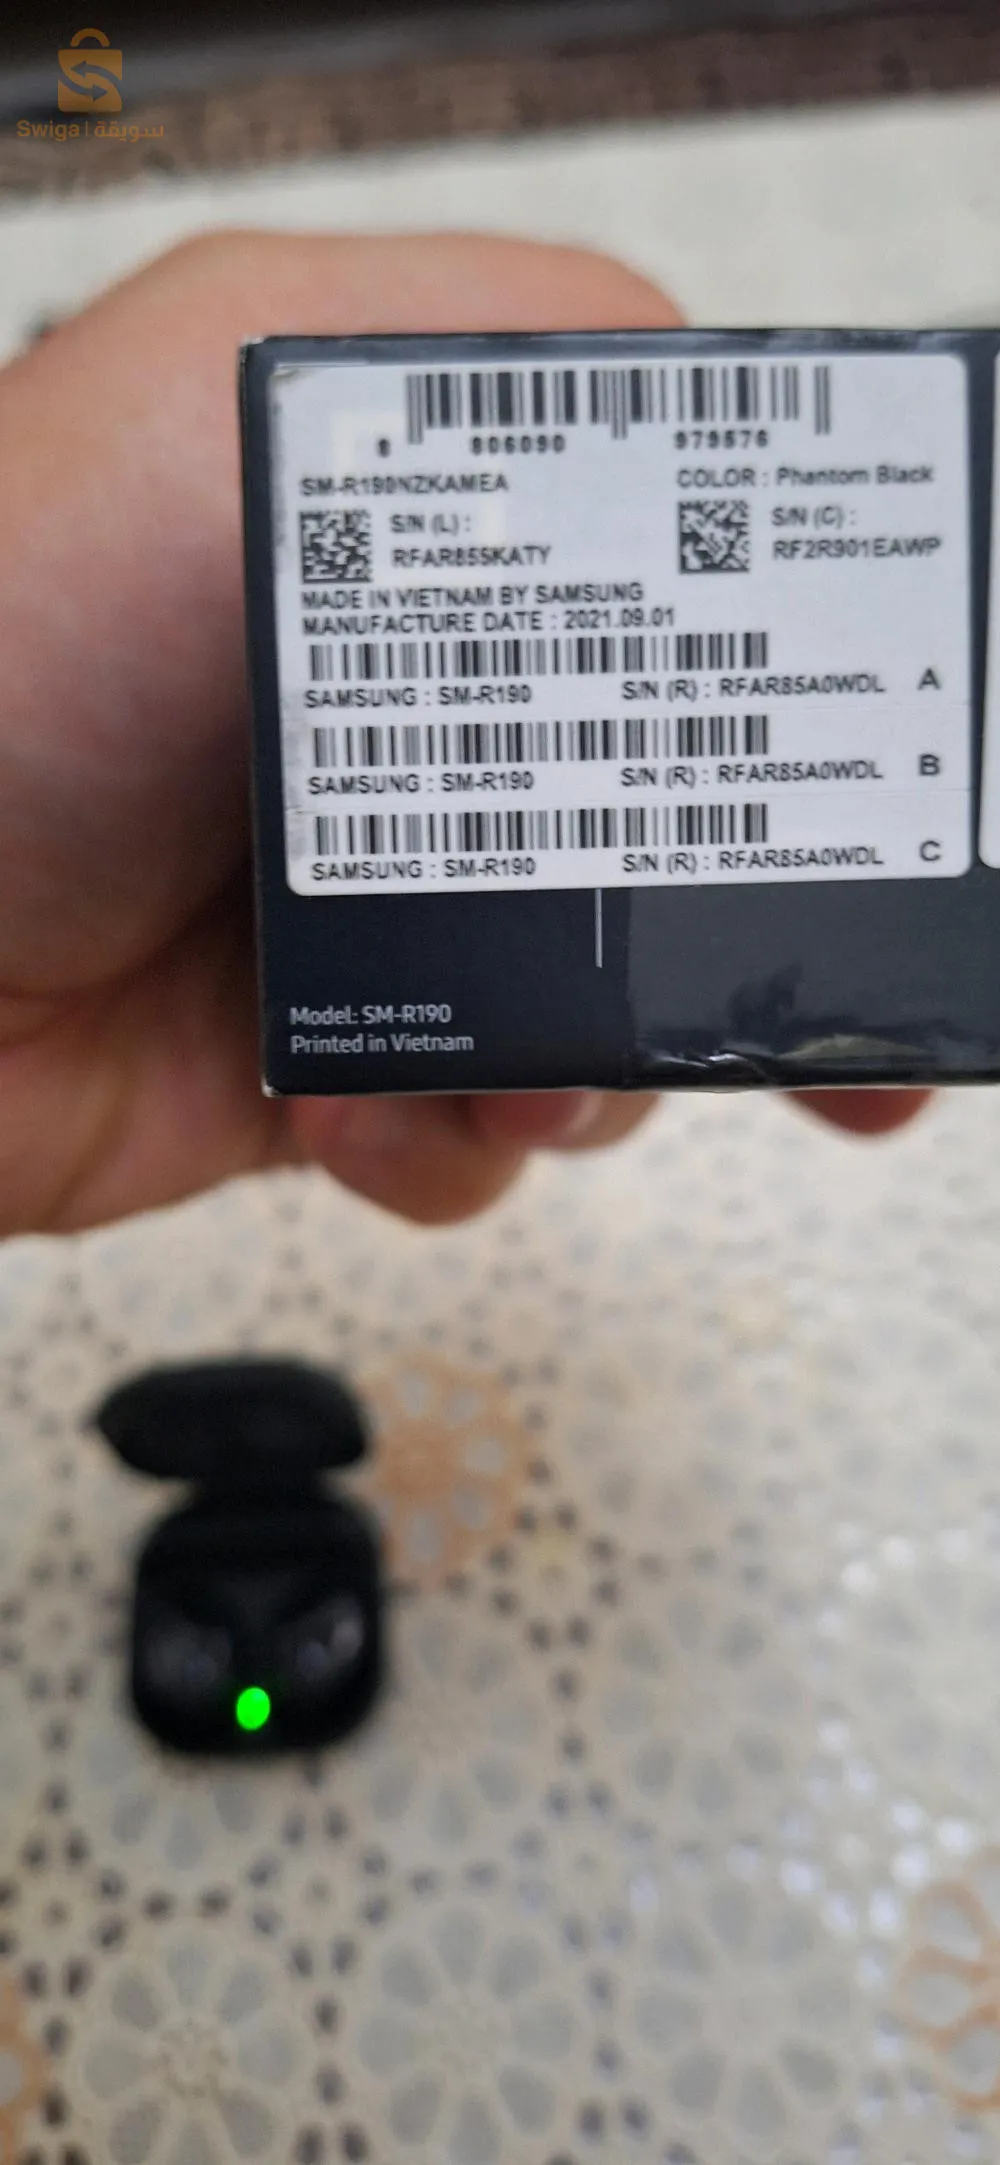 Swiga | سويقة
8 806090 979576
SM-R190NZKAMEA
COLOR : Phantom Black
S/N (L) :
RFAR855KATY
S/N (C) :
RF2R901EAWP
MADE IN VIETNAM BY SAMSUNG
MANUFACTURE DATE : 2021.09.01
SAMSUNG : SM-R190 S/N (R) : RFAR85A0WDL A
SAMSUNG : SM-R190 S/N (R) : RFAR85A0WDL B
SAMSUNG : SM-R190 S/N (R) : RFAR85A0WDL C
Model: SM-R190
Printed in Vietnam